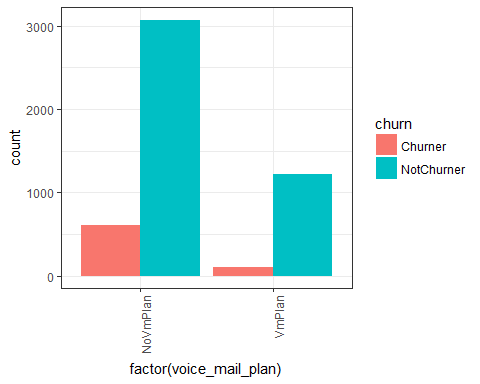 3000
2000
1000
0
count
NoVmPlan
VmPlan
factor(voice_mail_plan)
churn
Churner
NotChurner